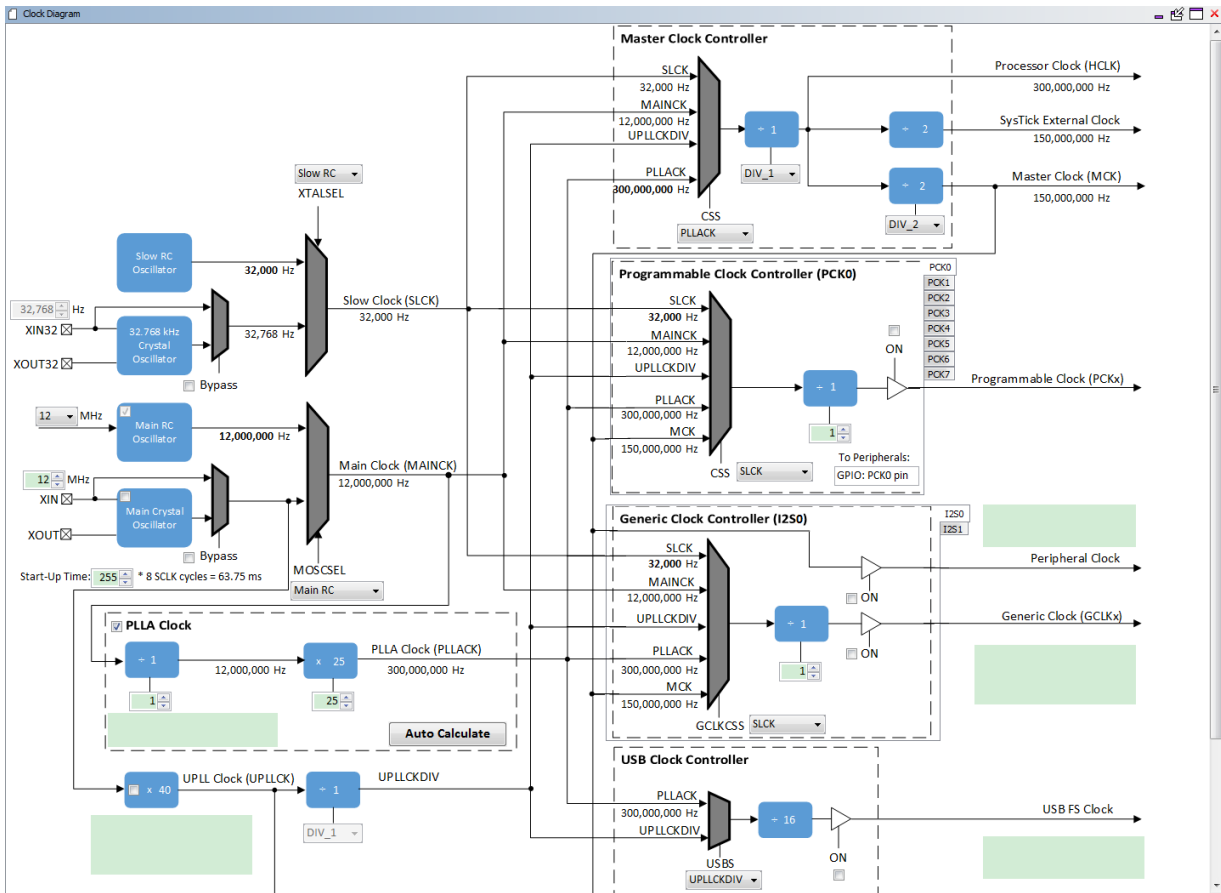 Clock Diagram
Master Clock Controller
SLCK
32,000 Hz
MAINCK
12,000,000 Hz
UPLLCKDIV
PLLACK
300,000,000 Hz
÷ 1
DIV_1
CSS
PLLACK
÷ 2
÷ 2
DIV_2
Processor Clock (HCLK)
300,000,000 Hz
SysTick External Clock
150,000,000 Hz
Master Clock (MCK)
150,000,000 Hz
Slow RC
XTALSEL
Slow RC
Oscillator
32,000 Hz
32,768 Hz
XIN32
32.768 kHz
Crystal
Oscillator
XOUT32
32,768 Hz
Bypass
Slow Clock (SLCK)
32,000 Hz
12 MHz
Main RC
Oscillator
12,000,000 Hz
12 MHz
XIN
Main Crystal
Oscillator
XOUT
Bypass
Main Clock (MAINCK)
12,000,000 Hz
MOSCSEL
Main RC
Start-Up Time: 255 * 8 SCLK cycles = 63.75 ms
PLLA Clock
÷ 1
1
12,000,000 Hz
x 25
25
PLLA Clock (PLLACK)
300,000,000 Hz
Auto Calculate
x 40
UPLL Clock (UPLLCK)
÷ 1
DIV_1
UPLLCKDIV
Programmable Clock Controller (PCK0)
SLCK
32,000 Hz
MAINCK
12,000,000 Hz
UPLLCKDIV
PLLACK
300,000,000 Hz
MCK
150,000,000 Hz
CSS
SLCK
÷ 1
1
ON
To Peripherals:
GPIO: PCK0 pin
PCK0
PCK1
PCK2
PCK3
PCK4
PCK5
PCK6
PCK7
Programmable Clock (PCKx)
Generic Clock Controller (I2S0)
SLCK
32,000 Hz
MAINCK
12,000,000 Hz
UPLLCKDIV
PLLACK
300,000,000 Hz
MCK
150,000,000 Hz
GCLKCSS
SLCK
÷ 1
1
ON
ON
I2S0
I2S1
Peripheral Clock
Generic Clock (GCLKx)
USB Clock Controller
PLLACK
300,000,000 Hz
UPLLCKDIV
USBS
UPLLCKDIV
÷ 16
ON
USB FS Clock